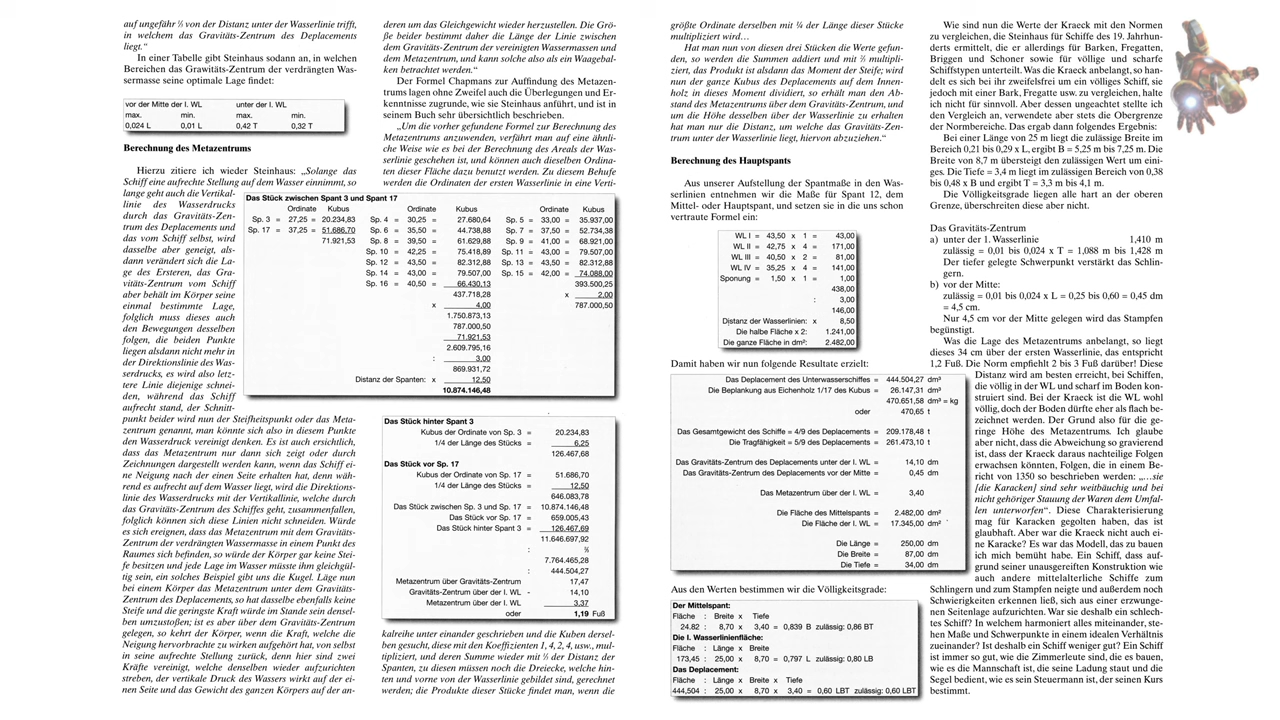 auf ungefähr ⅓ von der Distanz unter der Wasserlinie trifft,
in welchem das Gravitäts-Zentrum des Deplacements
liegt.“
In einer Tabelle gibt Steinhaus sodann an, in welchen
Bereichen das Gravitäts-Zentrum der verdrängten Was-
sermasse seine optimale Lage findet:
vor der Mitte der I. WL unter der I. WL
max. min. max. min.
0,024 L 0,01 L 0,42 T 0,32 T
Berechnung des Metazentrums
Hierzu zitiere ich wieder Steinhaus: „Solange das
Schiff eine aufrechte Stellung auf dem Wasser einnimmt, so
lange geht auch die Vertikal-
linie des Wasserdrucks
durch das Gravitäts-Zen-
trum des Deplacements und
das vom Schiff selbst, wird
dasselbe aber geneigt, als-
dann verändert sich die La-
ge des Ersteren, das Gra-
vitäts-Zentrum vom Schiff
aber behält im Körper seine
einmal bestimmte Lage,
folglich muss dieses auch
den Bewegungen desselben
folgen, die beiden Punkte
liegen alsdann nicht mehr in
der Direktionslinie des Was-
serdrucks, es wird also letz-
tere Linie diejenige schnei-
den, während das Schiff
aufrecht stand, der Schnitt-
punkt beider wird nun der Steifheitspunkt oder das Meta-
zentrum genannt, man könnte sich also in diesem Punkte
den Wasserdruck vereinigt denken. Es ist auch ersichtlich,
dass das Metazentrum nur dann sich zeigt oder durch
Zeichnungen dargestellt werden kann, wenn das Schiff ei-
ne Neigung nach der einen Seite erhalten hat, denn wäh-
rend es aufrecht auf dem Wasser liegt, wird die Direktions-
linie des Wasserdrucks mit der Vertikallinie, welche durch
das Gravitäts-Zentrum des Schiffes geht, zusammenfallen,
folglich können sich diese Linien nicht schneiden. Würde
es sich ereignen, dass das Metazentrum mit dem Gravitäts-
Zentrum der verdrängten Wassermasse in einem Punkt des
Raumes sich befinden, so würde der Körper gar keine Stei-
fe besitzen und jede Lage im Wasser müsste ihm gleichgül-
tig sein, ein solches Beispiel gibt uns die Kugel. Läge nun
bei einem Körper das Metazentrum unter dem Gravitäts-
Zentrum des Deplacements, so hat dasselbe ebenfalls keine
Steife und die geringste Kraft würde im Stande sein densel-
ben umzustoßen; ist es aber über dem Gravitäts-Zentrum
gelegen, so kehrt der Körper, wenn die Kraft, welche die
Neigung hervorbrachte zu wirken aufgehört hat, von selbst
in seine aufrechte Stellung zurück, denn hier sind zwei
Kräfte vereinigt, welche denselben wieder aufzurichten
streben, der vertikale Druck des Wassers wirkt auf der ei-
nen Seite und das Gewicht des ganzen Körpers auf der an-
deren um das Gleichgewicht wieder herzustellen. Die Grö-
ße beider bestimmt daher die Länge der Linie zwischen
dem Gravitäts-Zentrum der vereinigten Wassermassen und
dem Metazentrum, und kann solche also als ein Waagebal-
ken betrachtet werden.“
Der Formel Chapmans zur Auffindung des Metazen-
trums lagen ohne Zweifel auch die Überlegungen und Er-
kenntnisse zugrunde, wie sie Steinhaus anführt, und ist in
seinem Buch sehr übersichtlich beschrieben.
„Um die vorher gefundene Formel zur Berechnung des
Metazentrums anzuwenden, verfährt man auf eine ähnli-
che Weise wie es bei der Berechnung des Areals der Was-
serlinie geschehen ist, und können auch dieselben Ordina-
ten dieser Fläche dazu benutzt werden. Zu diesem Behufe
werden die Ordinaten der ersten Wasserlinie in eine Verti-
Das Stück zwischen Spant 3 und Spant 17
Ordinate Kubus Ordinate Kubus Ordinate Kubus
Sp. 3 = 27,25 = 20.234,83 Sp. 4 = 30,25 = 27.680,64 Sp. 5 = 33,00 = 35.937,00
Sp. 17 = 37,25 = 51.686,70 Sp. 6 = 35,50 = 44.738,88 Sp. 7 = 37,50 = 52.734,38
71.921,53 Sp. 8 = 39,50 = 61.629,88 Sp. 9 = 41,00 = 68.921,00
Sp. 10 = 42,25 = 75.418,89 Sp. 11 = 43,00 = 79.507,00
Sp. 12 = 43,50 = 82.312,88 Sp. 13 = 43,50 = 82.312,88
Sp. 14 = 43,00 = 79.507,00 Sp. 15 = 42,00 = 74.088,00
Sp. 16 = 40,50 = 66.430,13 393.500,25
437.718,28 x 2,00
x 4,00 787.000,50
1.750.873,13
787.000,50
71.921,53
2.609.795,16
: 3,00
869.931,72
Distanz der Spanten: x 12,50
10.874.146,48
Das Stück hinter Spant 3
Kubus der Ordinate von Sp. 3 = 20.234,83
1/4 der Länge des Stücks = 6,25
126.467,68
Das Stück vor Sp. 17
Kubus der Ordinate von Sp. 17 = 51.686,70
1/4 der Länge des Stücks = 12,50
646.083,78
Das Stück zwischen Sp. 3 und Sp. 17 = 10.874.146,48
Das Stück vor Sp. 17 = 659.005,43
Das Stück hinter Spant 3 = 126.467,69
11.646.697,92
: ⅔
7.764.465,28
: 444.504,27
Metazentrum über Gravitäts-Zentrum 17,47
Gravitäts-Zentrum über der I. WL - 14,10
Metazentrum über der I. WL 3,37
oder 1,19 Fuß
kalreihe unter einander geschrieben und die Kuben dersel-
ben gesucht, diese mit den Koeffizienten 1, 4, 2, 4, usw., mul-
tipliziert, und deren Summe wieder mit ⅓ der Distanz der
Spanten, zu diesen müssen noch die Dreiecke, welche hin-
ten und vorne von der Wasserlinie gebildet sind, gerechnet
werden; die Produkte dieser Stücke findet man, wenn die
größte Ordinate derselben mit ¼ der Länge dieser Stücke
multipliziert wird…
Hat man nun von diesen drei Stücken die Werte gefun-
den, so werden die Summen addiert und mit ⅔ multipli-
ziert, das Produkt ist alsdann das Moment der Steife; wird
nun der ganze Kubus des Deplacements auf dem Innen-
holz in dieses Moment dividiert, so erhält man den Ab-
stand des Metazentrums über dem Gravitäts-Zentrum, und
um die Höhe desselben über der Wasserlinie zu erhalten
hat man nur die Distanz, um welche das Gravitäts-Zen-
trum unter der Wasserlinie liegt, hiervon abzuziehen.“
Berechnung des Hauptspants
Aus unserer Aufstellung der Spantmaße in den Was-
serlinien entnehmen wir die Maße für Spant 12, dem
Mittel- oder Hauptspant, und setzen sie in die uns schon
vertraute Formel ein:
WL I = 43,50 x 1 = 43,00
WL II = 42,75 x 4 = 171,00
WL III = 40,50 x 2 = 81,00
WL IV = 35,25 x 4 = 141,00
Sponung = 1,50 x 1 = 1,00
438,00
: 3,00
146,00
Distanz der Wasserlinien: x 8,50
Die halbe Fläche x 2: 1.241,00
Die ganze Fläche in dm²: 2.482,00
Damit haben wir nun folgende Resultate erzielt:
Das Deplacement des Unterwasserschiffes = 444.504,27 dm³
Die Beplankung aus Eichenholz 1/17 des Kubus = 26.147,31 dm³
470.651,58 dm³ = kg
oder 470,65 t
Das Gesamtgewicht des Schiffe = 4/9 des Deplacements = 209.178,48 t
Die Tragfähigkeit = 5/9 des Deplacements = 261.473,10 t
Das Gravitäts-Zentrum des Deplacements unter der I. WL = 14,10 dm
Das Gravitäts-Zentrum des Deplacements vor der Mitte = 0,45 dm
Das Metazentrum über der I. WL = 3,40
Die Fläche des Mittelspants = 2.482,00 dm²
Die Fläche der I. WL = 17.345,00 dm²
Die Länge = 250,00 dm
Die Breite = 87,00 dm
Die Tiefe = 34,00 dm
Aus den Werten bestimmen wir die Völligkeitsgrade:
Der Mittelspant:
Fläche : Breite x Tiefe
24.82 : 8,70 x 3,40 = 0,839 B zulässig: 0,86 BT
Die I. Wasserlinienfläche:
Fläche : Länge x Breite
173,45 : 25,00 x 8,70 = 0,797 L zulässig: 0,80 LB
Das Deplacement:
Fläche : Länge x Breite x Tiefe
444,504 : 25,00 x 8,70 x 3,40 = 0,60 LBT zulässig: 0,60 LBT
Wie sind nun die Werte der Kraeck mit den Normen
zu vergleichen, die Steinhaus für Schiffe des 19. Jahrhun-
derts ermittelt, die er allerdings für Barken, Fregatten,
Briggen und Schoner sowie für völlige und scharfe
Schiffstypen unterteilt. Was die Kraeck anbelangt, so han-
delt es sich bei ihr zweifelsfrei um ein völliges Schiff, sie
jedoch mit einer Bark, Fregatte usw. zu vergleichen, halte
ich nicht für sinnvoll. Aber dessen ungeachtet stellte ich
den Vergleich an, verwendete aber stets die Obergrenze
der Normbereiche. Das ergab dann folgendes Ergebnis:
Bei einer Länge von 25 m liegt die zulässige Breite im
Bereich 0,21 bis 0,29 x L, ergibt B = 5,25 m bis 7,25 m. Die
Breite von 8,7 m übersteigt den zulässigen Wert um eini-
ges. Die Tiefe = 3,4 m liegt im zulässigen Bereich von 0,38
bis 0,48 x B und ergibt T = 3,3 m bis 4,1 m.
Die Völligkeitsgrade liegen alle hart an der oberen
Grenze, überschreiten diese aber nicht.
Das Gravitäts-Zentrum
a) unter der 1. Wasserlinie 1,410 m
zulässig = 0,01 bis 0,024 x T = 1,088 m bis 1,428 m
Der tiefer gelegte Schwerpunkt verstärkt das Schlin-
gern.
b) vor der Mitte:
zulässig = 0,01 bis 0,024 x L = 0,25 bis 0,60 = 0,45 dm
= 4,5 cm.
Nur 4,5 cm vor der Mitte gelegen wird das Stampfen
begünstigt.
Was die Lage des Metazentrums anbelangt, so liegt
dieses 34 cm über der ersten Wasserlinie, das entspricht
1,2 Fuß. Die Norm empfiehlt 2 bis 3 Fuß darüber! Diese
Distanz wird am besten erreicht, bei Schiffen,
die völlig in der WL und scharf im Boden kon-
struiert sind. Bei der Kraeck ist die WL wohl
völlig, doch der Boden dürfte eher als flach be-
zeichnet werden. Der Grund also für die ge-
ringe Höhe des Metazentrums. Ich glaube
aber nicht, dass die Abweichung so gravierend
ist, dass der Kraeck daraus nachteilige Folgen
erwachsen könnten, Folgen, die in einem Be-
richt von 1350 so beschrieben werden: „…sie
[die Karacken] sind sehr weitbäuchig und bei
nicht gehöriger Stauung der Waren dem Umfal-
len unterworfen“. Diese Charakterisierung
mag für Karacken gegolten haben, das ist
glaubhaft. Aber war die Kraeck nicht auch ei-
ne Karacke? Es war das Modell, das zu bauen
ich mich bemüht habe. Ein Schiff, dass auf-
grund seiner unausgereiften Konstruktion wie
auch andere mittelalterliche Schiffe zum
Schlingern und zum Stampfen neigte und außerdem noch
Schwierigkeiten erkennen ließ, sich aus einer erzwunge-
nen Seitenlage aufzurichten. War sie deshalb ein schlech-
tes Schiff? In welchem harmoniert alles miteinander, ste-
hen Maße und Schwerpunkte in einem idealen Verhältnis
zueinander? Ist deshalb ein Schiff weniger gut? Ein Schiff
ist immer so gut, wie die Zimmerleute sind, die es bauen,
wie es die Mannschaft ist, die seine Ladung staut und die
Segel bedient, wie es sein Steuermann ist, der seinen Kurs
bestimmt.